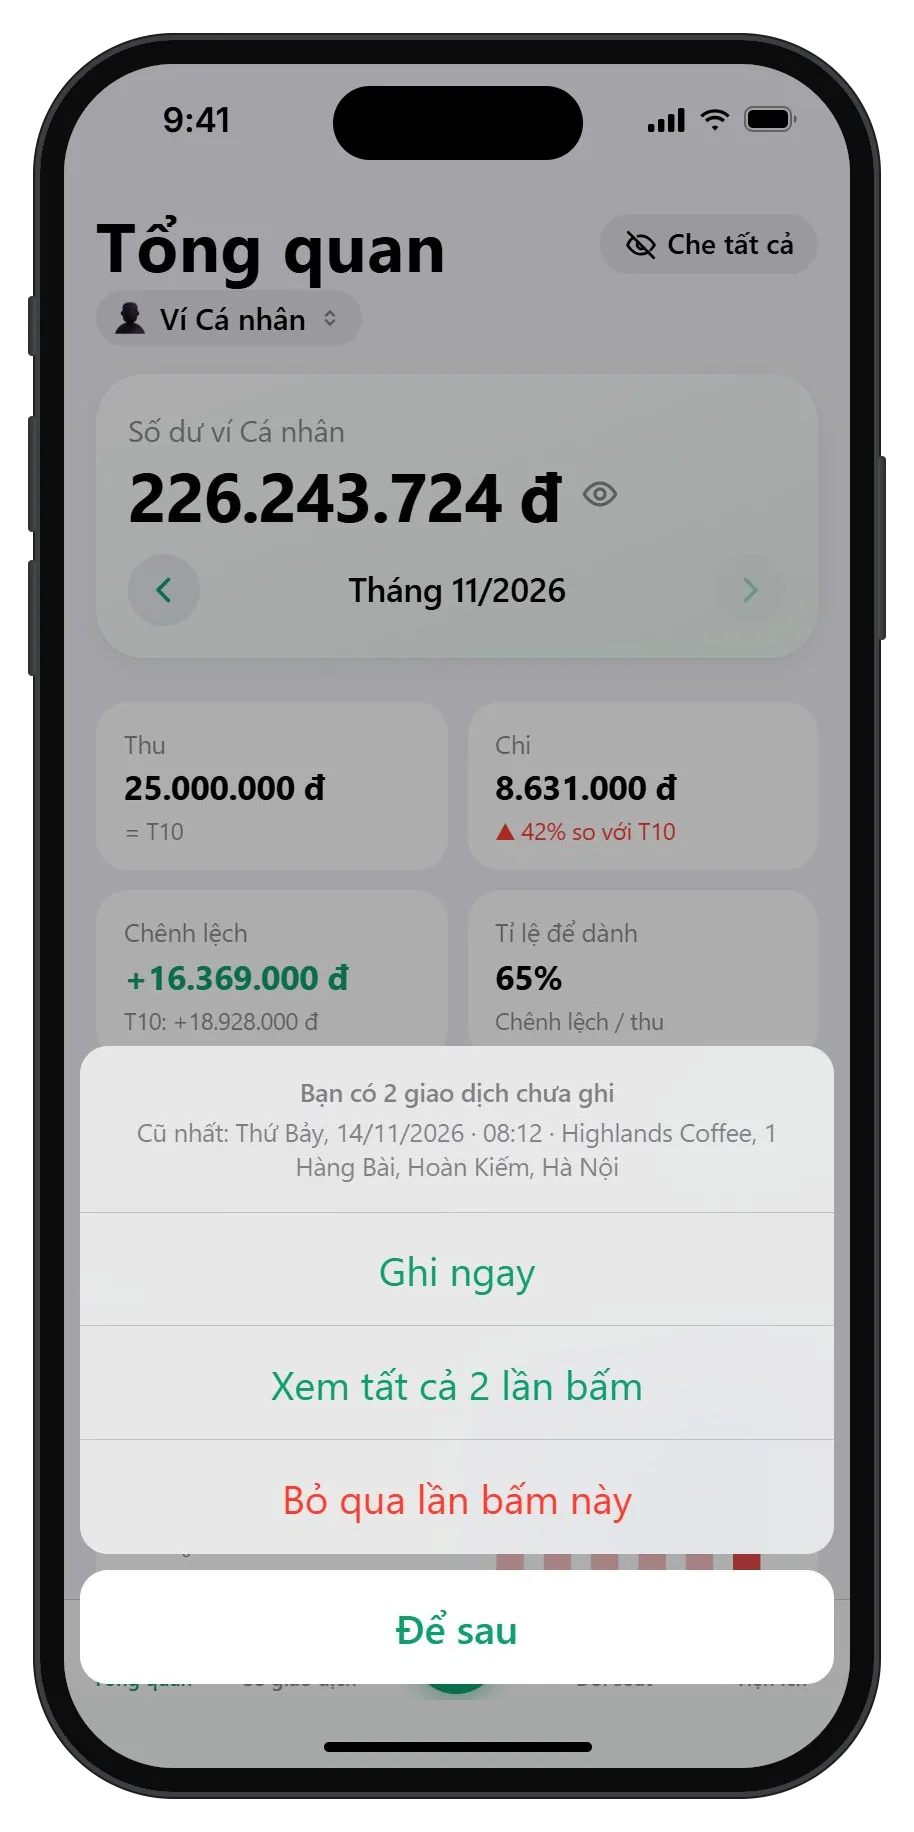 9:41
Tổng quan
Che tất cả
Ví Cá nhân
Số dư ví Cá nhân
226.243.724 đ
Tháng 11/2026
Thu
25.000.000 đ
= T10
Chi
8.631.000 đ
▲ 42% so với T10
Chênh lệch
+16.369.000 đ
T10: +18.928.000 đ
Tỉ lệ để dành
65%
Chênh lệch / thu
Bạn có 2 giao dịch chưa ghi
Cũ nhất: Thứ Bảy, 14/11/2026 · 08:12 · Highlands Coffee, 1
Hàng Bài, Hoàn Kiếm, Hà Nội
Ghi ngay
Xem tất cả 2 lần bấm
Bỏ qua lần bấm này
Để sau